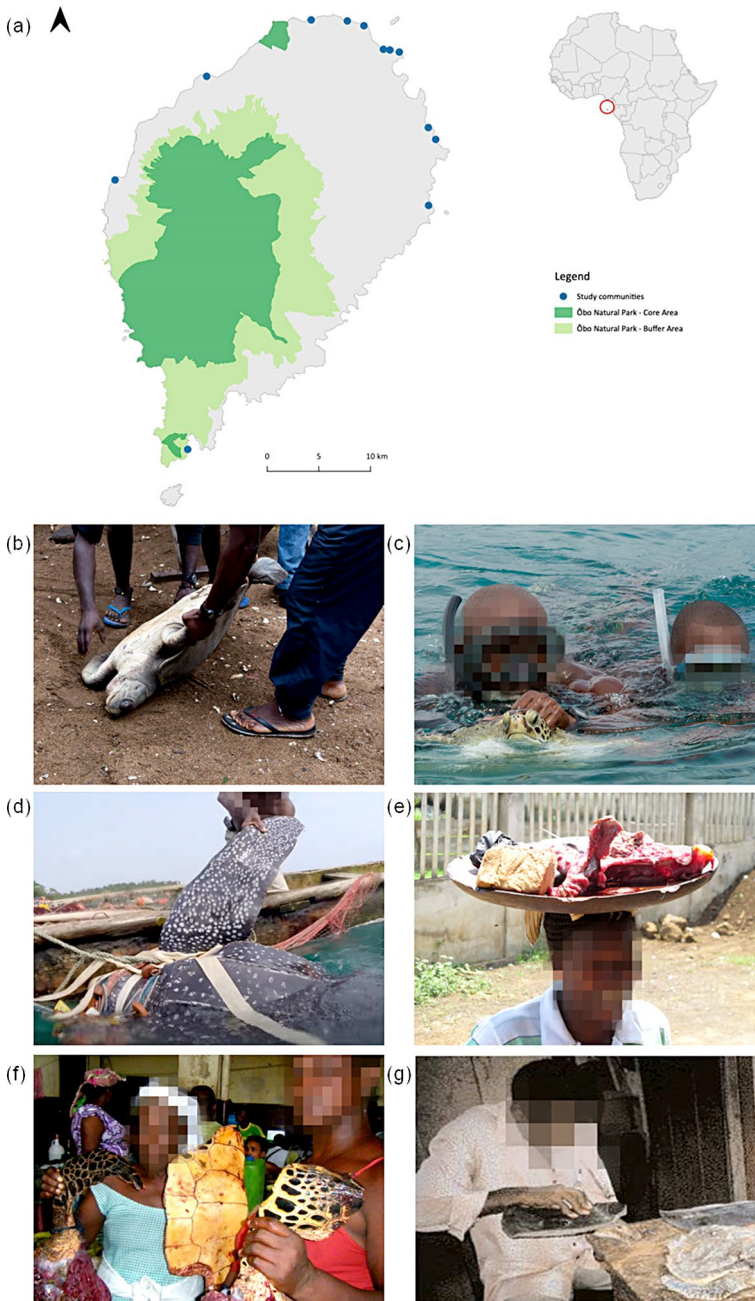 (a)
Legend
Study communities
Ôbo Natural Park - Core Area
Ôbo Natural Park - Buffer Area
0 5 10 km
(b)
(c)
(d)
(e)
(f)
(g)